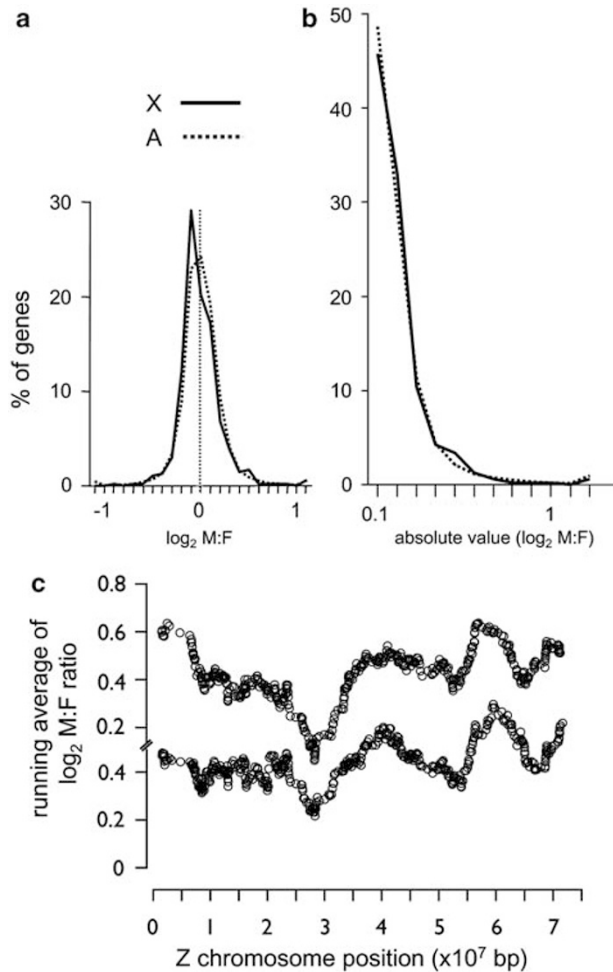 a
X
A
30
20
10
0
% of genes
-1
0
1
log2 M:F
b
50
40
30
20
10
0
0.1
1
absolute value (log2 M:F)
c
0.8
0.6
0.4
0.2
0.4
0.2
0
running average of
log2 M:F ratio
0
1
2
3
4
5
6
7
Z chromosome position (x10⁷ bp)